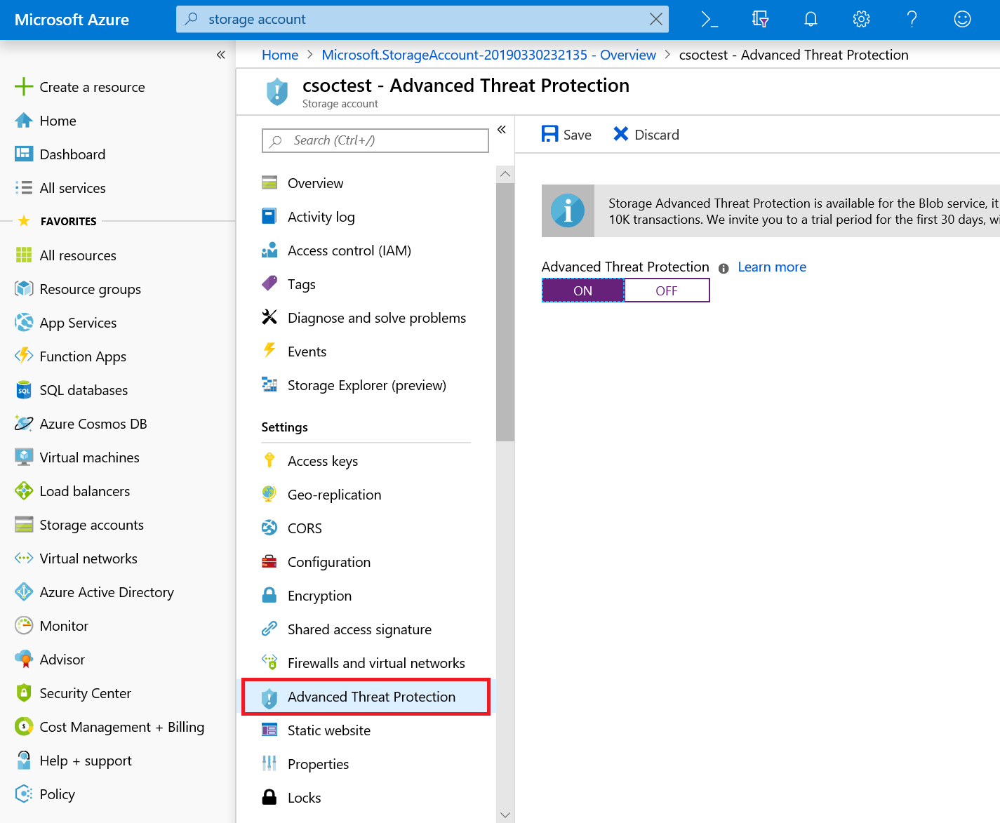 Microsoft Azure
storage account
Home > Microsoft.StorageAccount-20190330232135 - Overview > csoctest - Advanced Threat Protection
csoctest - Advanced Threat Protection
Storage account
Create a resource
Home
Dashboard
All services
FAVORITES
All resources
Resource groups
App Services
Function Apps
SQL databases
Azure Cosmos DB
Virtual machines
Load balancers
Storage accounts
Virtual networks
Azure Active Directory
Monitor
Advisor
Security Center
Cost Management + Billing
Help + support
Policy
Search (Ctrl+/)
Overview
Activity log
Access control (IAM)
Tags
Diagnose and solve problems
Events
Storage Explorer (preview)
Settings
Access keys
Geo-replication
CORS
Configuration
Encryption
Shared access signature
Firewalls and virtual networks
Advanced Threat Protection
Static website
Properties
Locks
Save
Discard
Storage Advanced Threat Protection is available for the Blob service, it
10K transactions. We invite you to a trial period for the first 30 days, wi
Advanced Threat Protection Learn more
ON OFF